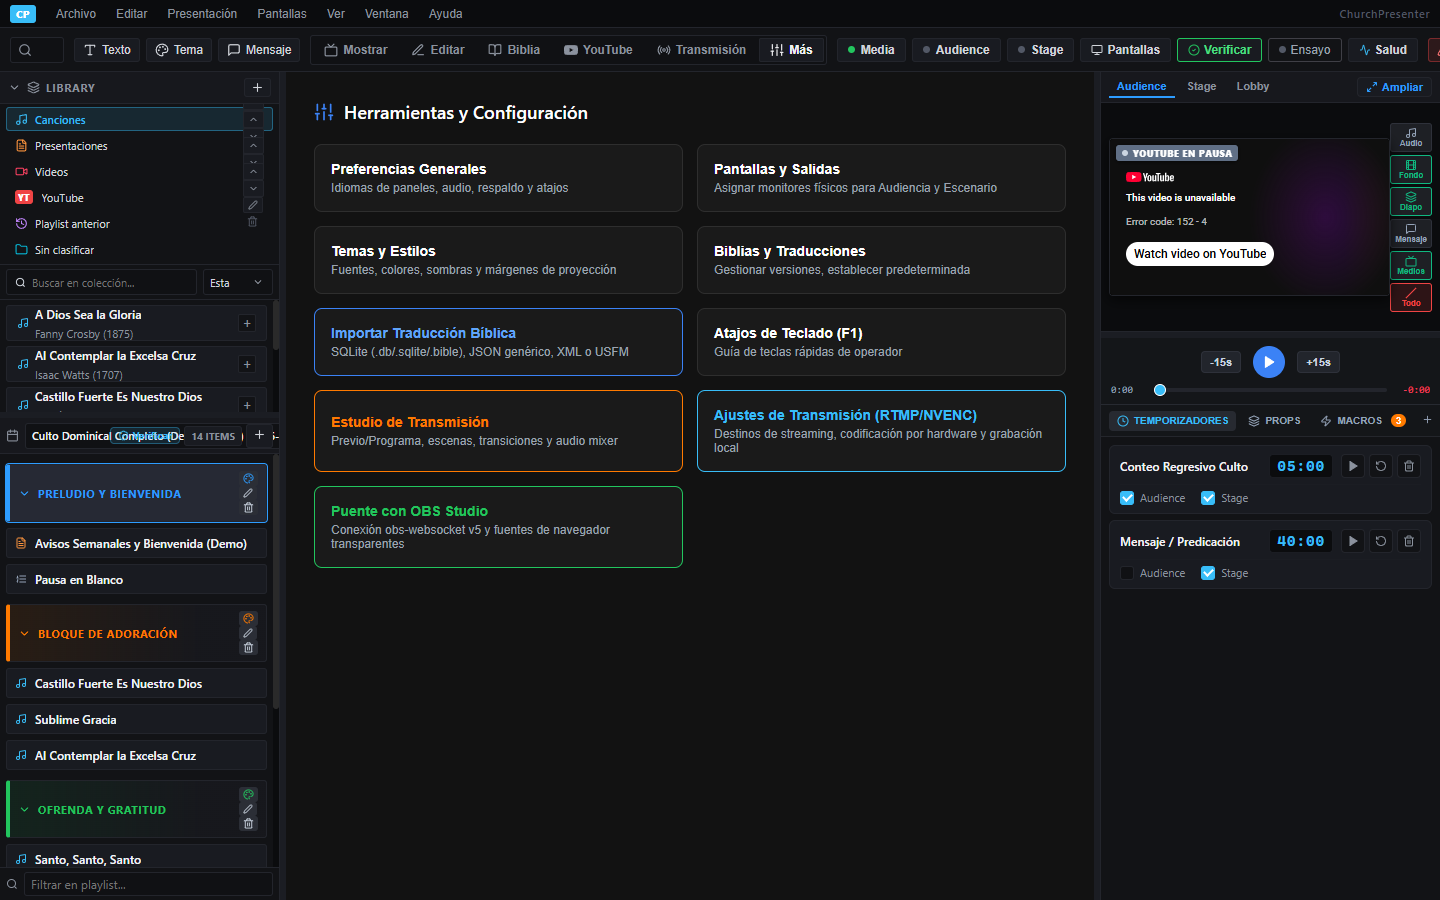 CP Archivo Editar Presentación Pantallas Ver Ventana Ayuda ChurchPresenter
Texto Tema Mensaje Mostrar Editar Biblia YouTube Transmisión Más Media Audience Stage Pantallas Verificar Ensayo Salud
LIBRARY
Canciones
Presentaciones
Videos
YT YouTube
Playlist anterior
Sin clasificar
Buscar en colección... Esta
A Dios Sea la Gloria
Fanny Crosby (1875)
Al Contemplar la Excelsa Cruz
Isaac Watts (1707)
Castillo Fuerte Es Nuestro Dios
Culto Dominical Completo (De 14 ITEMS
PRELUDIO Y BIENVENIDA
Avisos Semanales y Bienvenida (Demo)
Pausa en Blanco
BLOQUE DE ADORACIÓN
Castillo Fuerte Es Nuestro Dios
Sublime Gracia
Al Contemplar la Excelsa Cruz
OFRENDA Y GRATITUD
Santo, Santo, Santo
Filtrar en playlist...
Herramientas y Configuración
Preferencias Generales
Idiomas de paneles, audio, respaldo y atajos
Pantallas y Salidas
Asignar monitores físicos para Audiencia y Escenario
Temas y Estilos
Fuentes, colores, sombras y márgenes de proyección
Biblias y Traducciones
Gestionar versiones, establecer predeterminada
Importar Traducción Bíblica
SQLite (.db/.sqlite/.bible), JSON genérico, XML o USFM
Atajos de Teclado (F1)
Guía de teclas rápidas de operador
Estudio de Transmisión
Previo/Programa, escenas, transiciones y audio mixer
Ajustes de Transmisión (RTMP/NVENC)
Destinos de streaming, codificación por hardware y grabación
local
Puente con OBS Studio
Conexión obs-websocket v5 y fuentes de navegador
transparentes
Audience Stage Lobby Ampliar
YOUTUBE EN PAUSA
YouTube
This video is unavailable
Error code: 152 - 4
Watch video on YouTube
Audio
Fondo
Diapo
Mensaje
Medios
Todo
-15s +15s
0:00 -0:00
TEMPORIZADORES PROPS MACROS 3 +
Conteo Regresivo Culto 05:00
Audience Stage
Mensaje / Predicación 40:00
Audience Stage